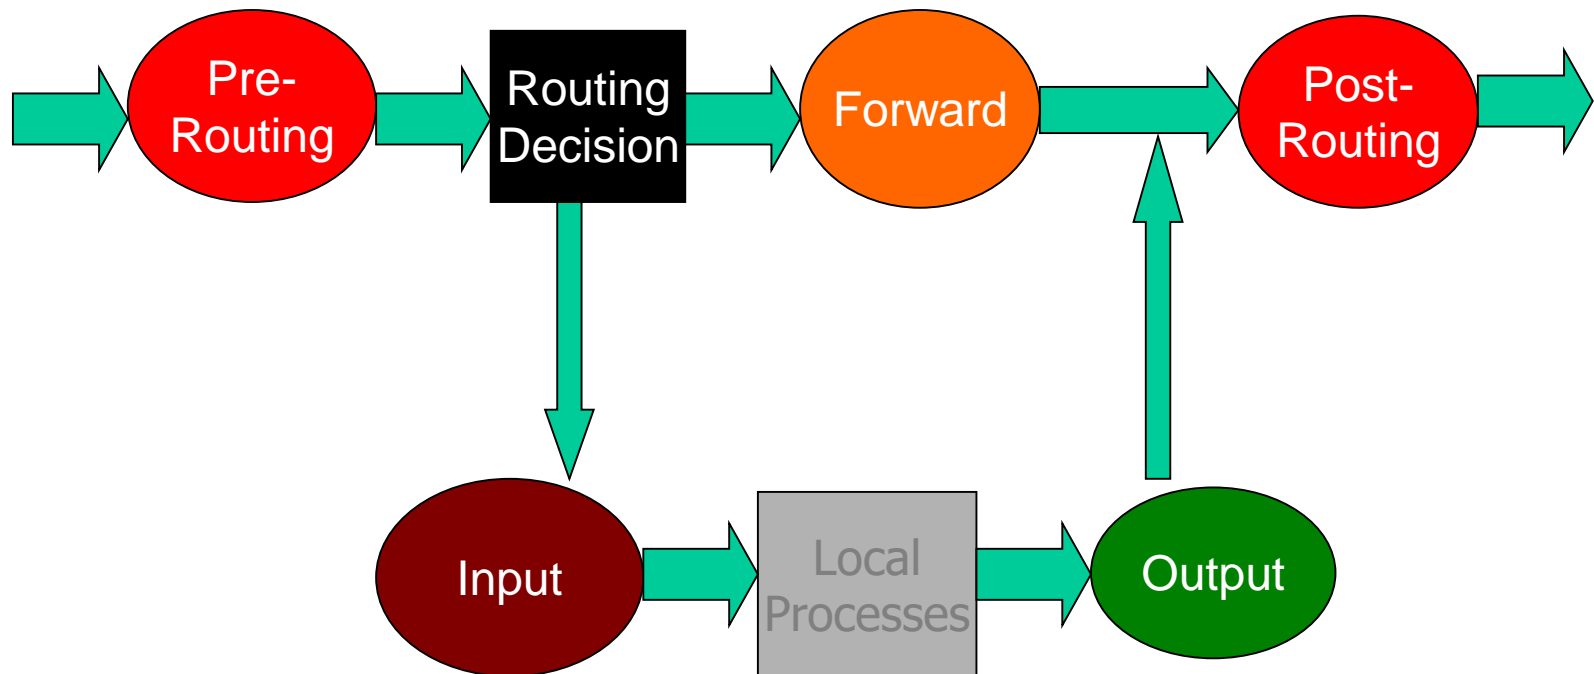 Pre-
Routing
Routing
Decision
Forward
Post-
Routing
Input
Local
Processes
Output